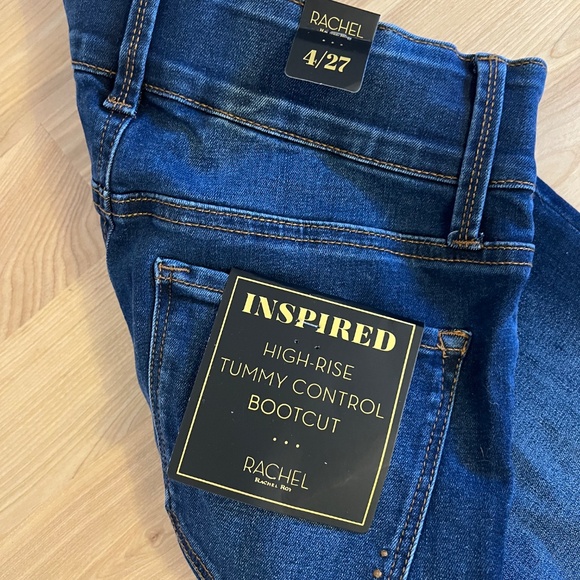 RACHEL
4/27
INSPIRED
HIGH-RISE
TUMMY CONTROL
BOOTCUT
RACHEL
RACHEL ROY